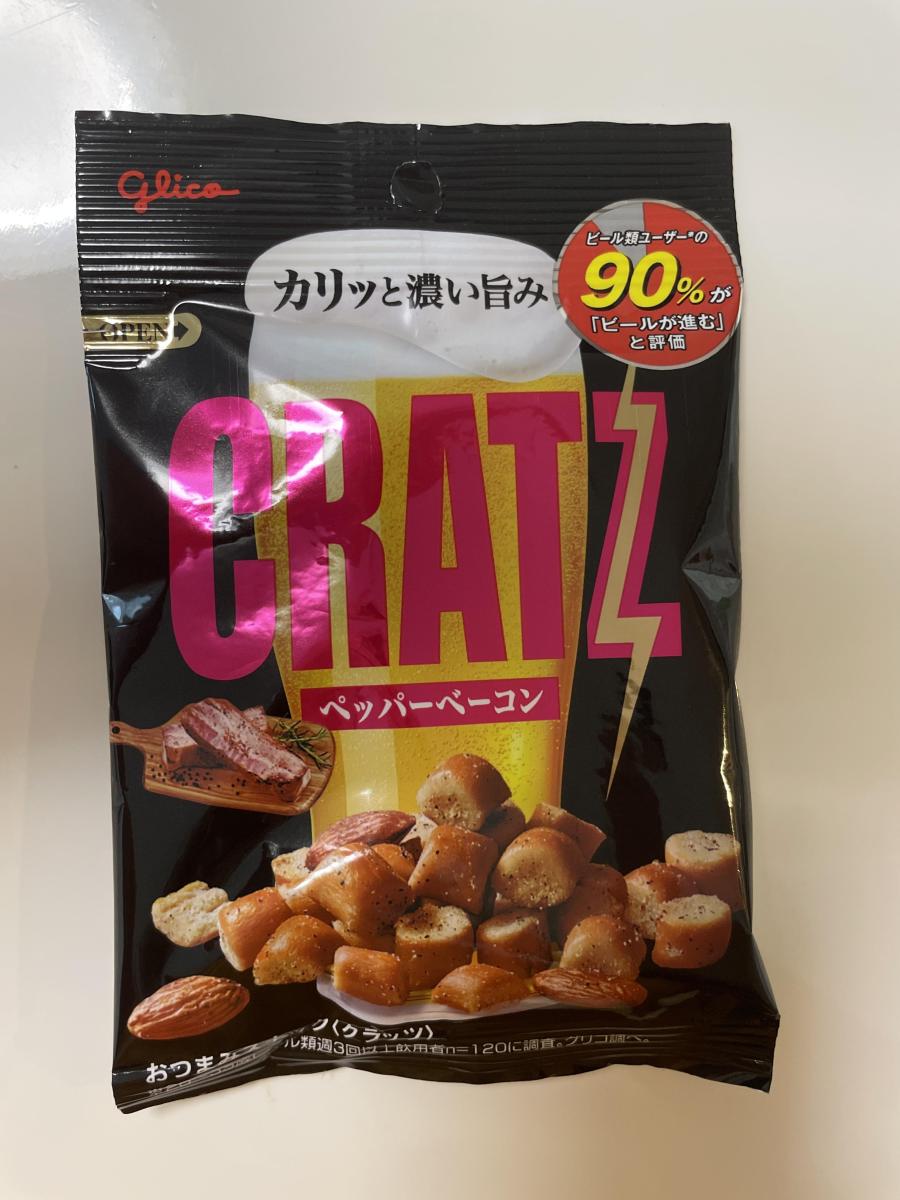 Glico
カリッと濃い旨み
ビール類ユーザー※の
90%が
「ビールが進む」
と評価
OPEN
CRATZ
ペッパーベーコン
おつまみ
〈クラッツ〉
ル類週3回以上飲用者n=120に調査。グリコ調べ。